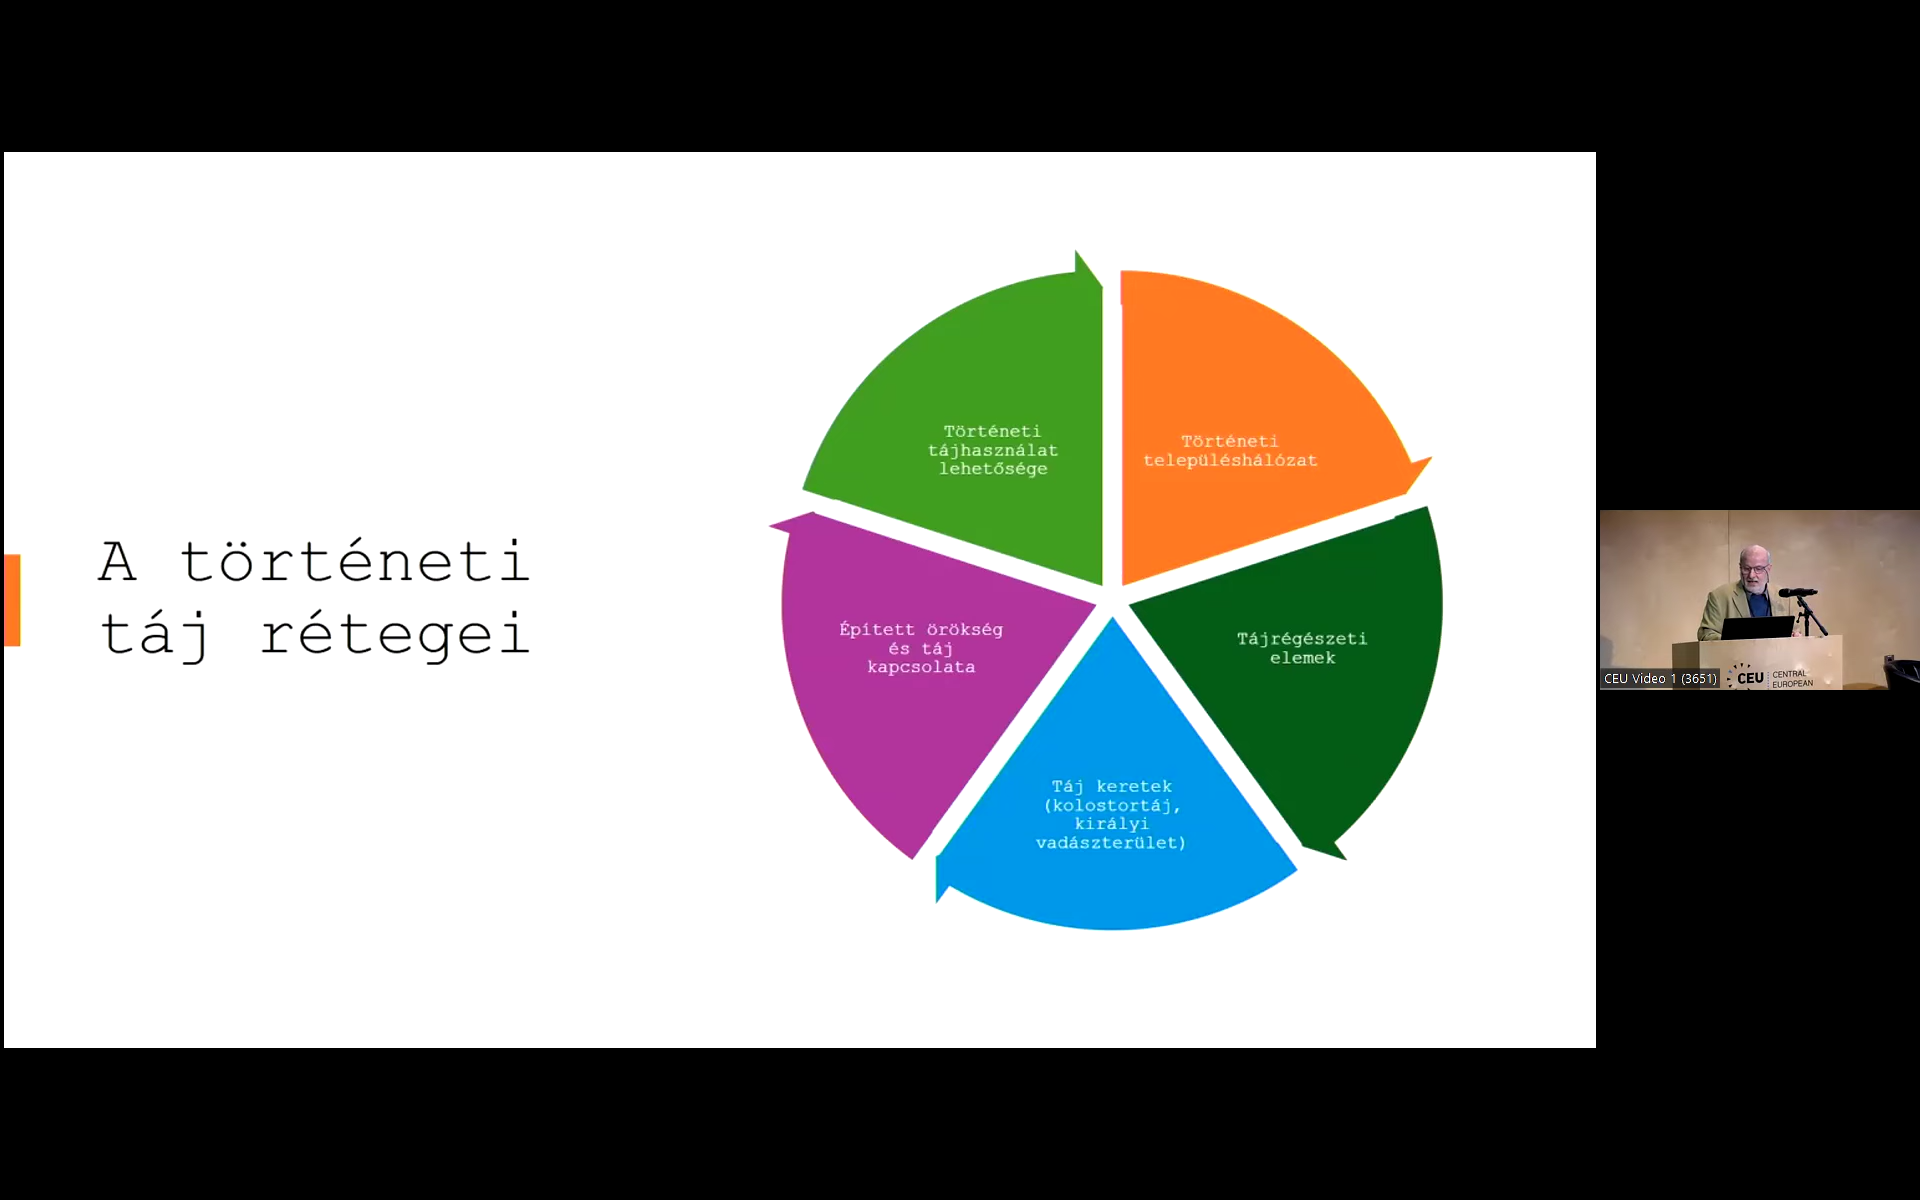 A történeti
táj rétegei
Történeti
tájhasználat
lehetősége
Történeti
településhálózat
Tájrégészeti
elemek
Táj keretek
(kolostortáj,
királyi
vadászterület)
Épített örökség
és táj
kapcsolata
CEU Video 1 (3651)
CEU
CENTRAL
EUROPEAN